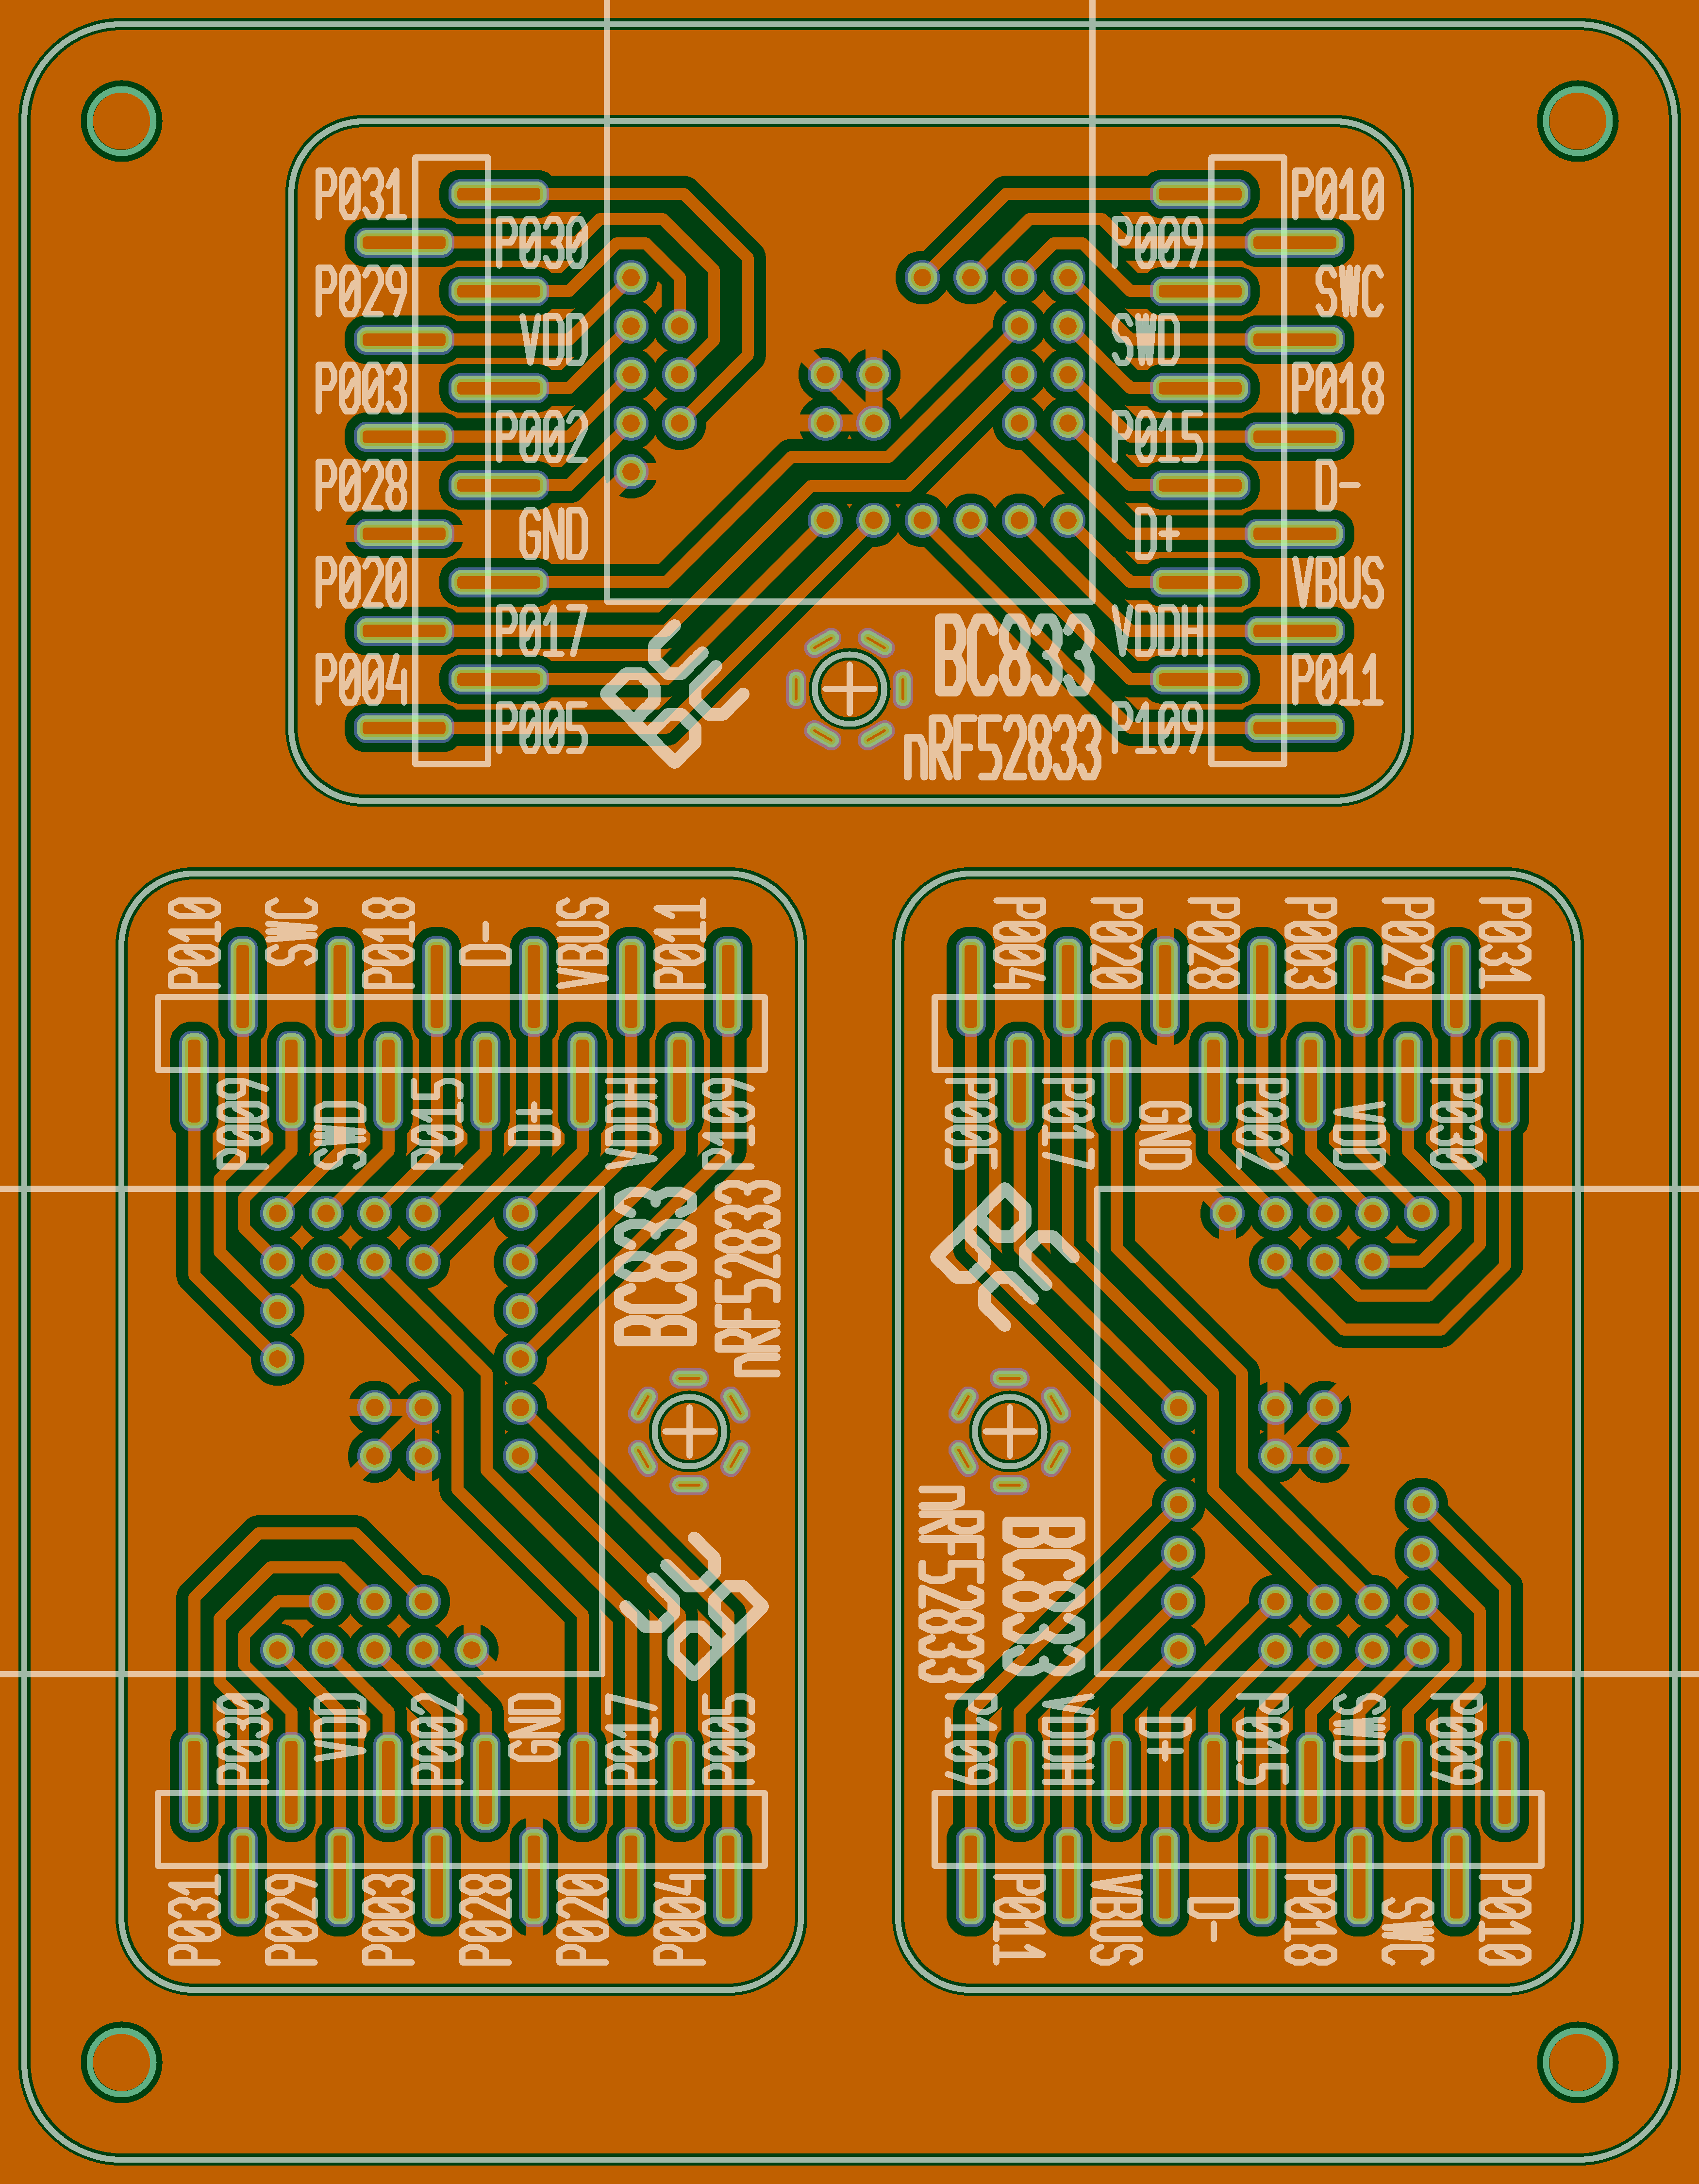 P031 P010
P030 P009
P029 SWC
VDD SWD
P003 P018
P002 P015
P028 D-
GND D+
P020 VBUS
P017 BC833 VDDH
P004 P011
P005 nRF52833 P109
BC
P010 SWC P018 D- VBUS P011
P009 SWD P015 D+ VDDH P109
BC833
nRF52833
BC
P030 VDD P002 GND P017 P005
P031 P029 P003 P028 P020 P004
P004 P020 P028 P003 P029 P031
P005 P017 GND P002 VDD P030
BC
nRF52833
BC833
P109 VDDH D+ P015 SWD P009
P011 VBUS D- P018 SWC P010